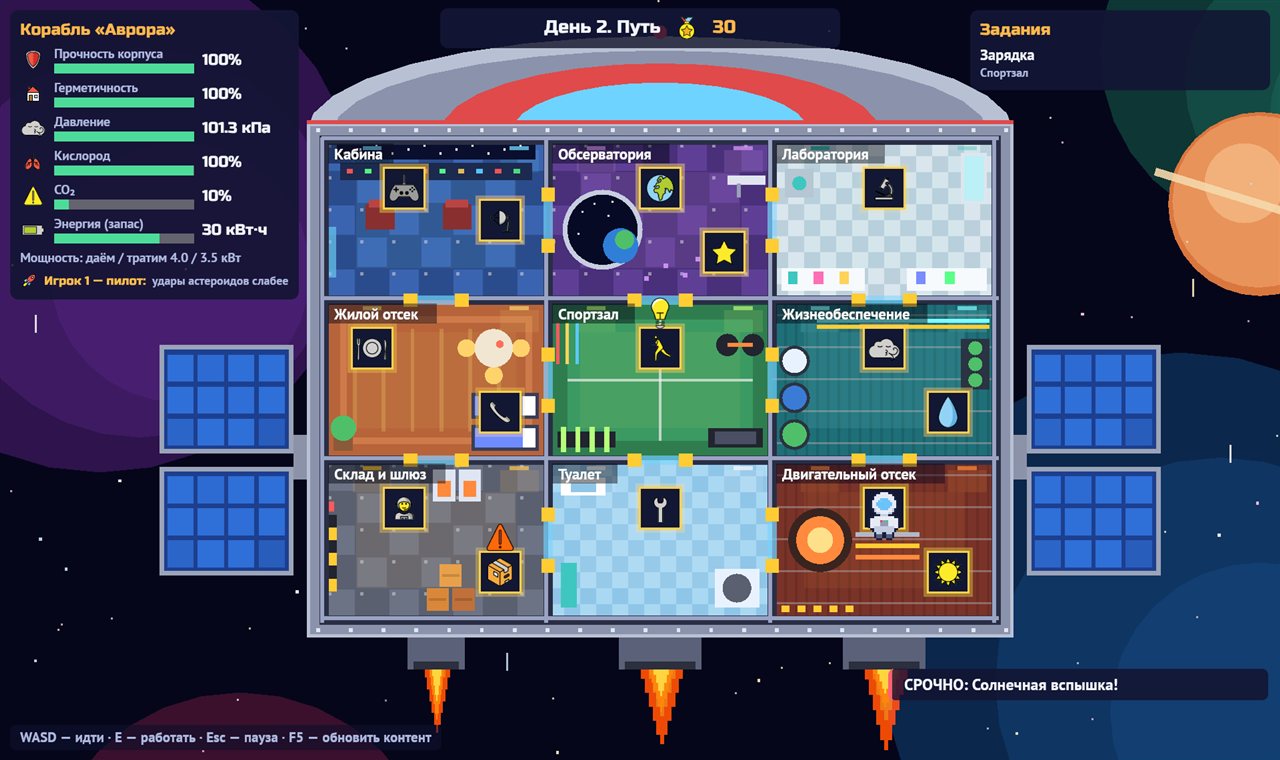 Корабль «Аврора»
Прочность корпуса
100%
Герметичность
100%
Давление
101.3 кПа
Кислород
100%
CO₂
10%
Энергия (запас)
30 кВт·ч
Мощность: даём / тратим 4.0 / 3.5 кВт
Игрок 1 — пилот: удары астероидов слабее
День 2. Путь 30
Задания
Зарядка
Спортзал
Кабина
Обсерватория
Лаборатория
Жилой отсек
Спортзал
Жизнеобеспечение
Склад и шлюз
Туалет
Двигательный отсек
СРОЧНО: Солнечная вспышка!
WASD — идти · E — работать · Esc — пауза · F5 — обновить контент